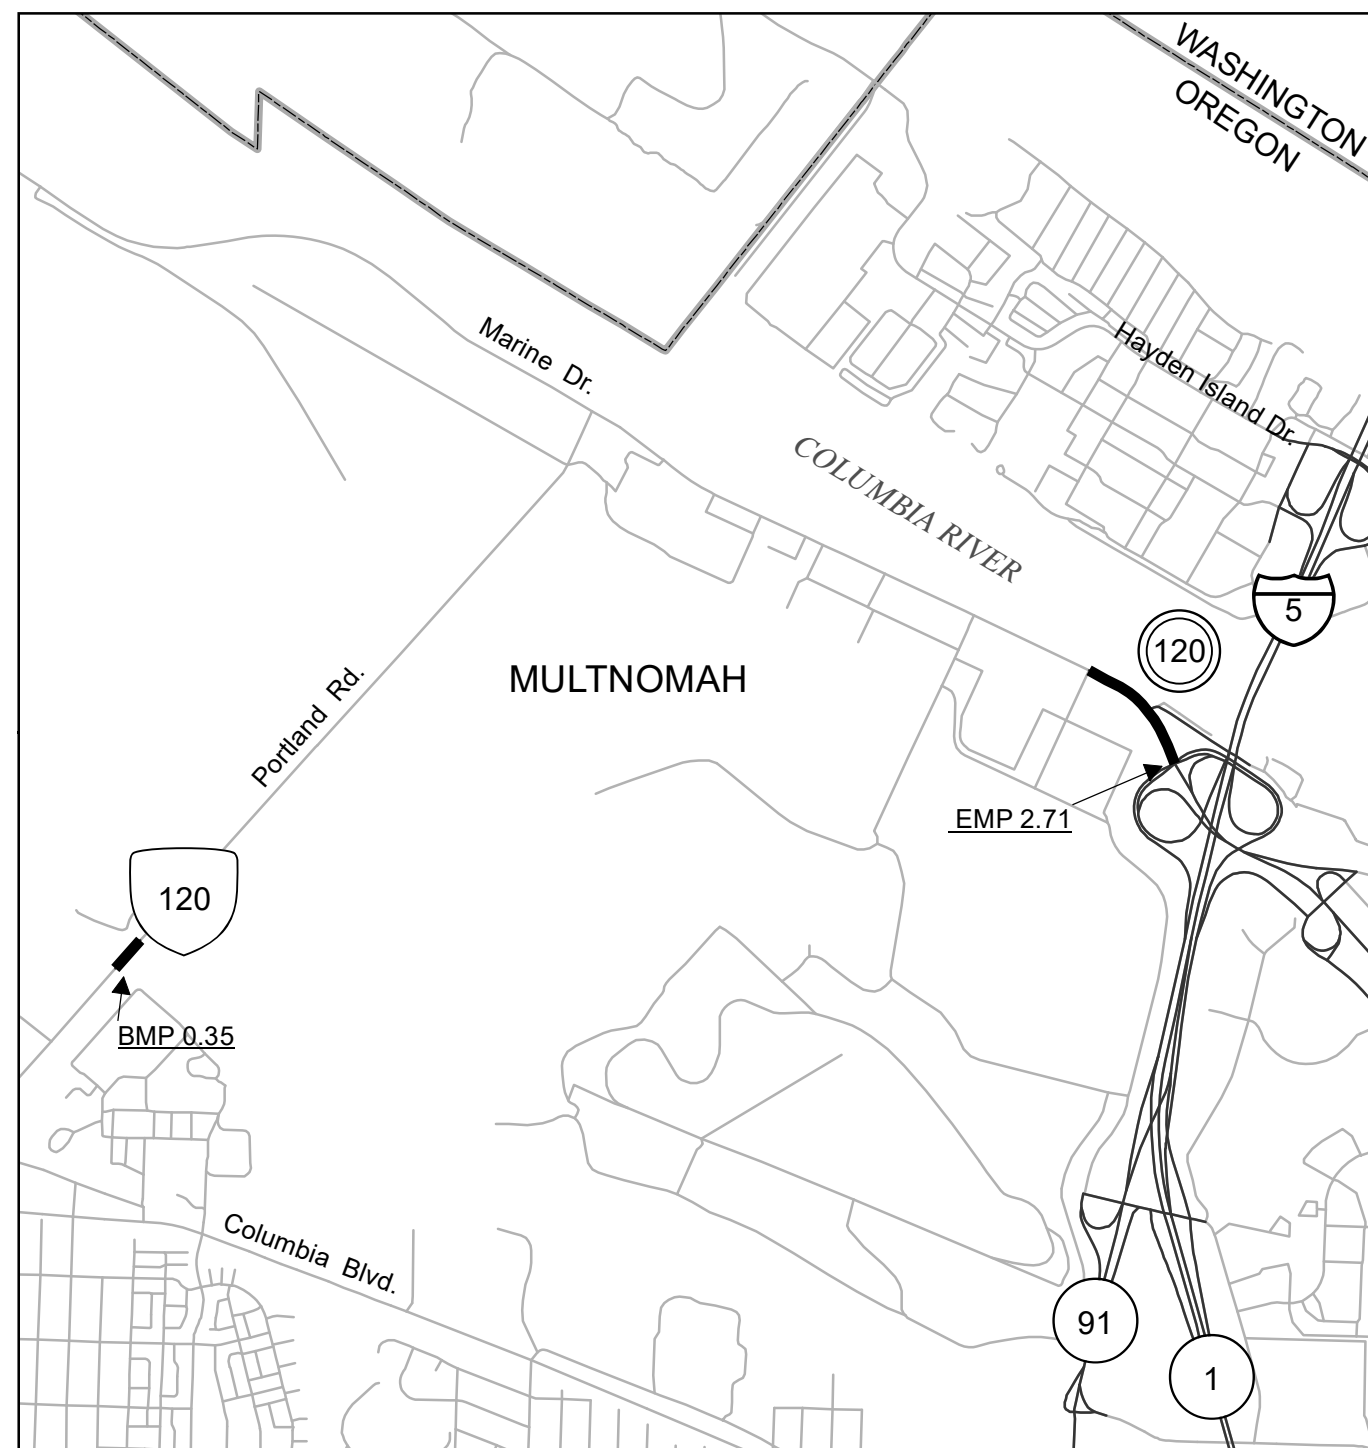 WASHINGTON
OREGON
Marine Dr.
Hayden Island Dr.
COLUMBIA RIVER
5
120
MULTNOMAH
Portland Rd.
EMP 2.71
120
BMP 0.35
Columbia Blvd.
91
1